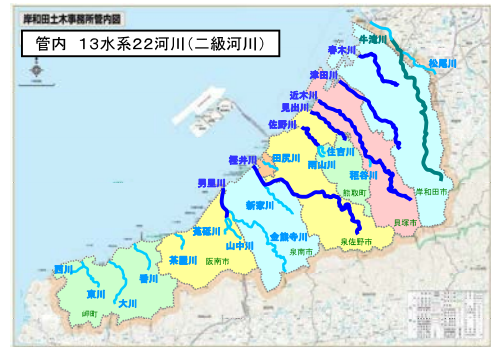 岸和田土木事務所管内図
管内 13水系22河川(二級河川)
牛滝川
春木川
松尾川
津田川
近木川
見出川
佐野川
住吉川
田尻川
雨山川
樫井川
稲谷川
男里川
熊取町
岸和田市
新家川
貝塚市
菟砥川
金熊寺川
山中川
泉佐野市
茶屋川
泉南市
番川
阪南市
西川
東川
大川
岬町